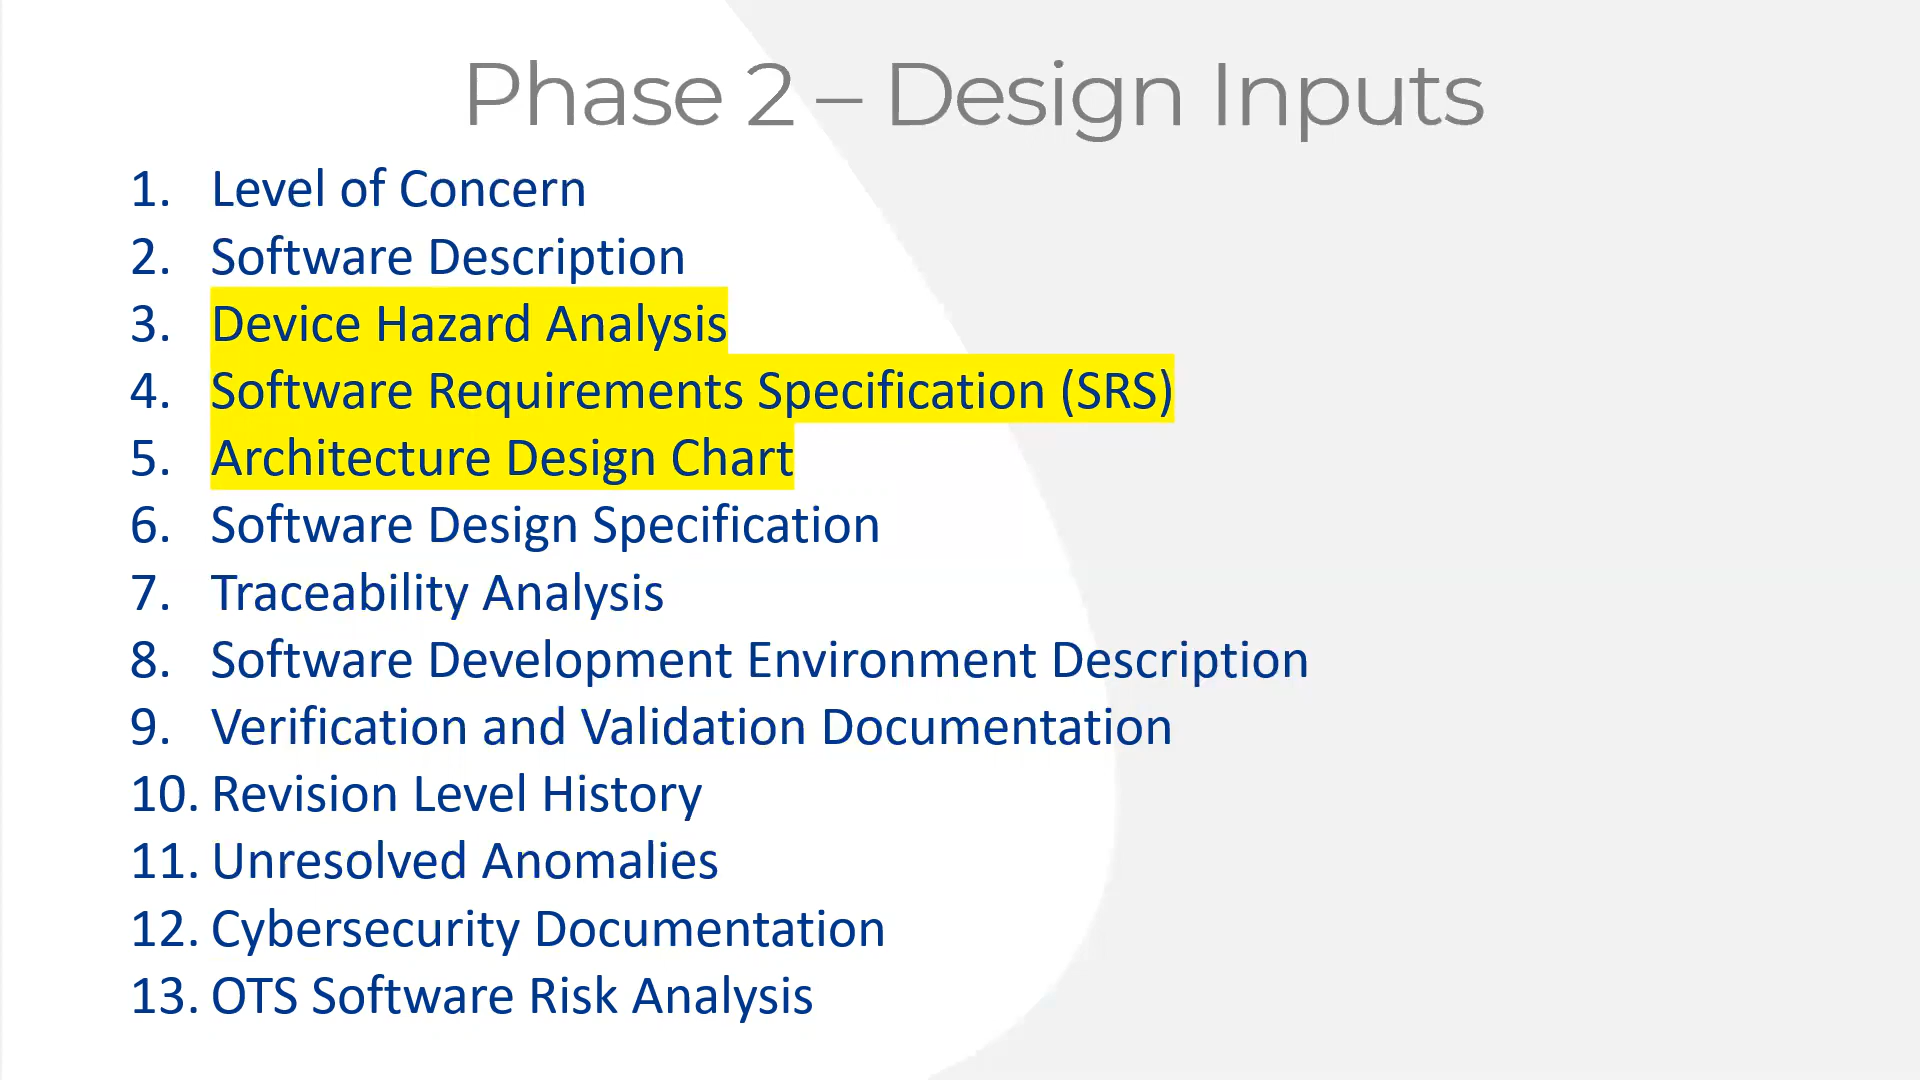 Phase 2 – Design Inputs
1. Level of Concern
2. Software Description
3. Device Hazard Analysis
4. Software Requirements Specification (SRS)
5. Architecture Design Chart
6. Software Design Specification
7. Traceability Analysis
8. Software Development Environment Description
9. Verification and Validation Documentation
10. Revision Level History
11. Unresolved Anomalies
12. Cybersecurity Documentation
13. OTS Software Risk Analysis